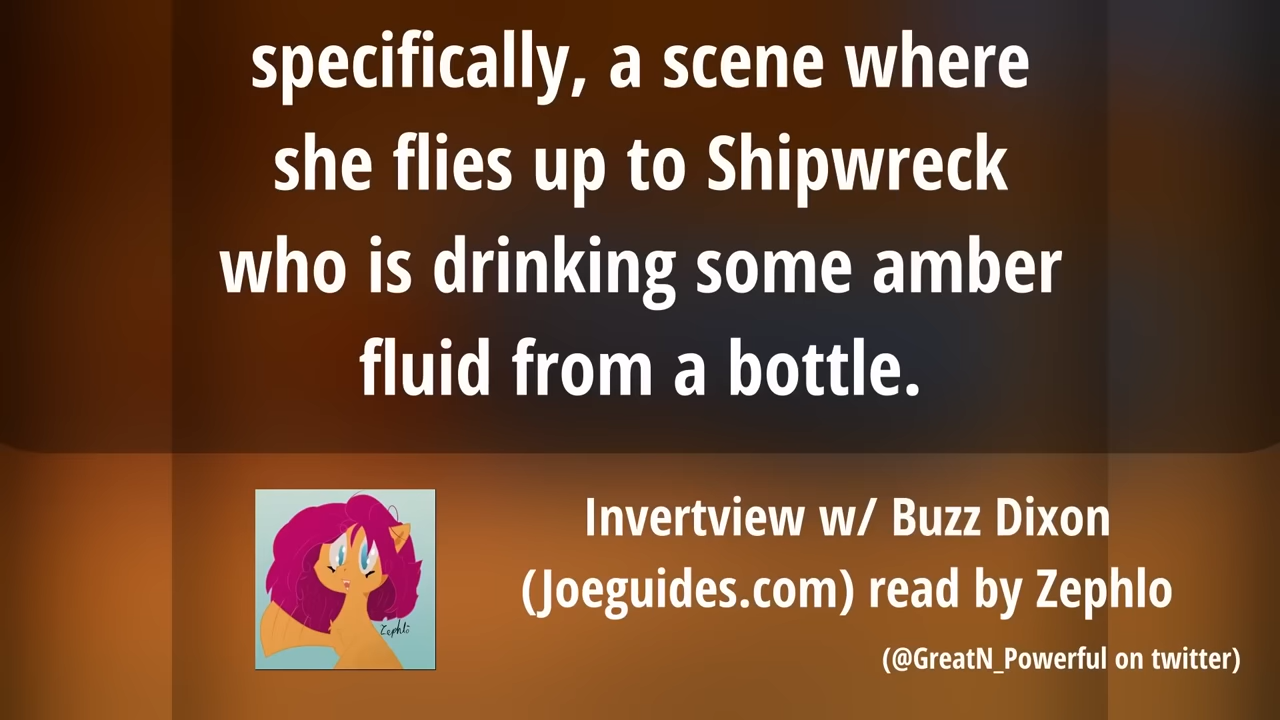 specifically, a scene where
she flies up to Shipwreck
who is drinking some amber
fluid from a bottle.
Zephlo
Invertview w/ Buzz Dixon
(Joeguides.com) read by Zephlo
(@GreatN_Powerful on twitter)